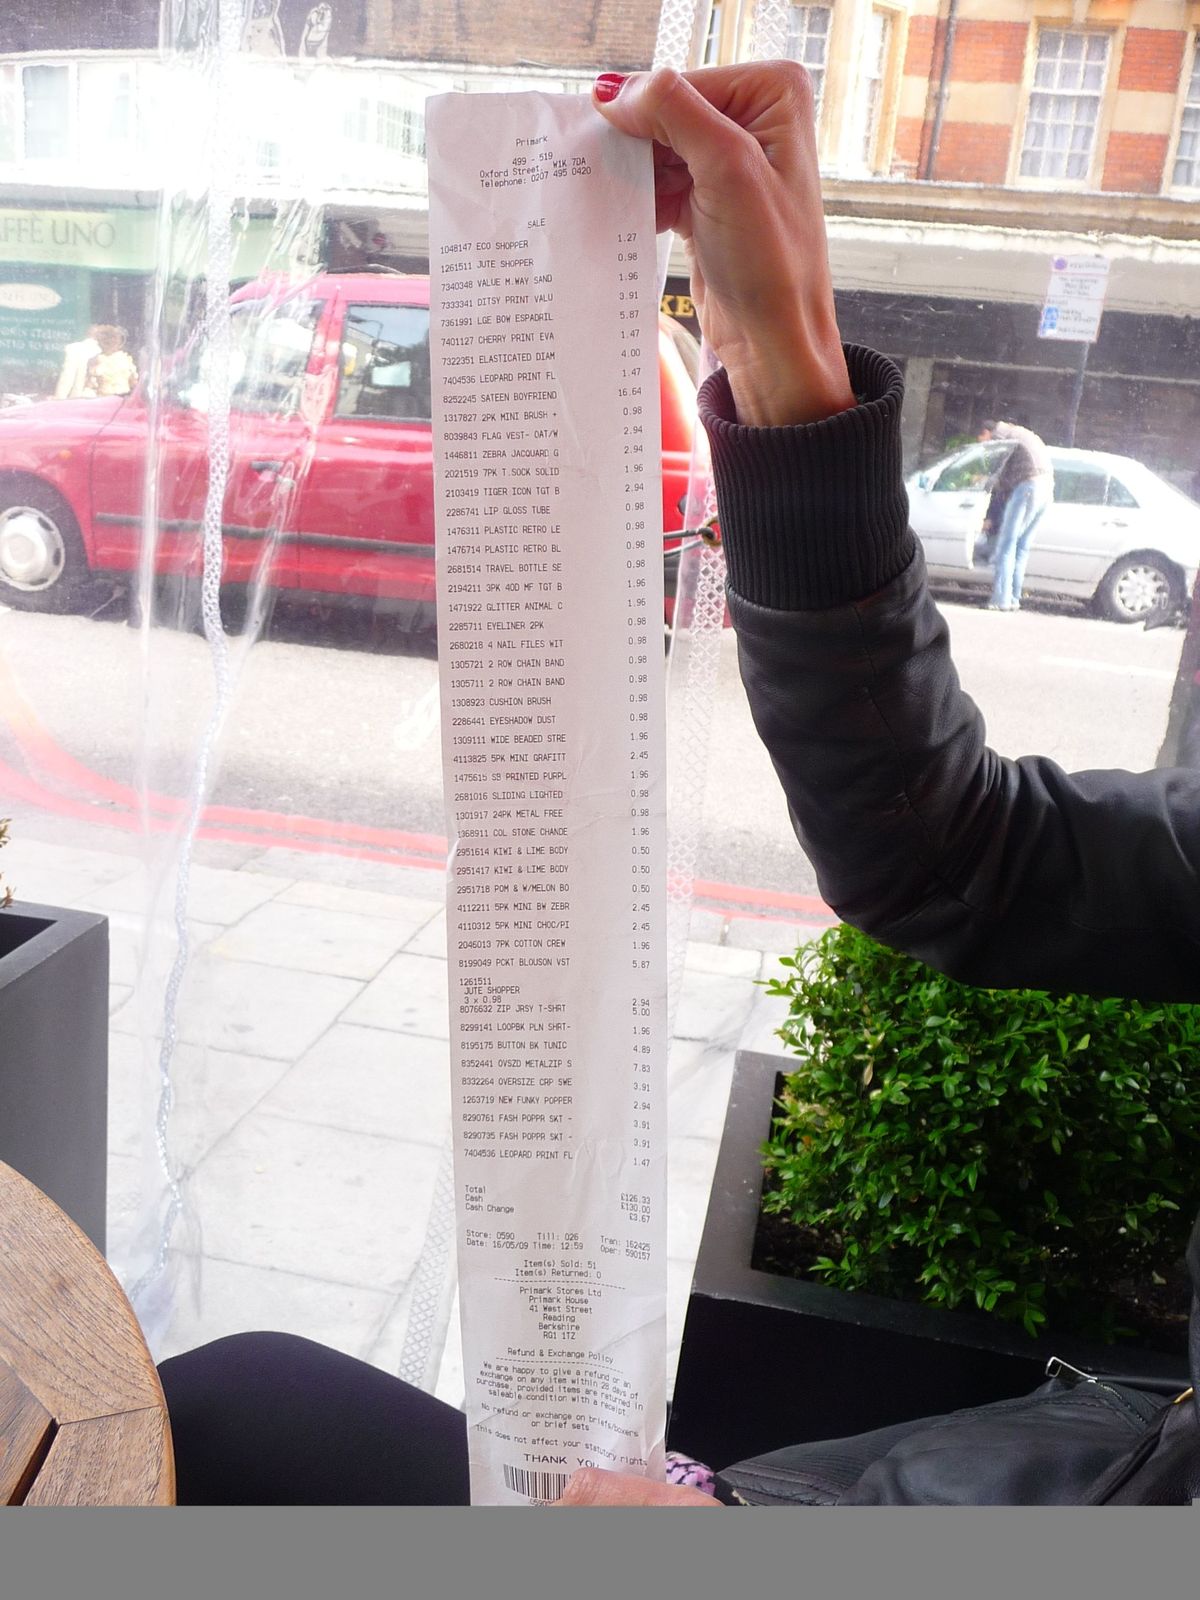 Primark
499 - 519
Oxford Street, W1K 7DA
Telephone: 0207 495 0420
SALE
1048147 ECO SHOPPER 1.27
1261511 JUTE SHOPPER 0.98
7340348 VALUE M.WAY SAND 1.96
7333341 DITSY PRINT VALU 3.91
7361991 LGE BOW ESPADRIL 5.87
7401127 CHERRY PRINT EVA 1.47
7322351 ELASTICATED DIAM 4.00
7404536 LEOPARD PRINT FL 1.47
8252245 SATEEN BOYFRIEND 16.64
1317827 2PK MINI BRUSH + 0.98
8039843 FLAG VEST- OAT/W 2.94
1446811 ZEBRA JACQUARD G 2.94
2021519 7PK T.SOCK SOLID 1.96
2103419 TIGER ICON TGT B 2.94
2286741 LIP GLOSS TUBE 0.98
1476311 PLASTIC RETRO LE 0.98
1476714 PLASTIC RETRO BL 0.98
2681514 TRAVEL BOTTLE SE 0.98
2194211 3PK 40D MF TGT B 1.96
1471922 GLITTER ANIMAL C 1.96
2285711 EYELINER 2PK 0.98
2680218 4 NAIL FILES WIT 0.98
1305721 2 ROW CHAIN BAND 0.98
1305711 2 ROW CHAIN BAND 0.98
1308923 CUSHION BRUSH 0.98
2286441 EYESHADOW DUST 0.98
1309111 WIDE BEADED STRE 1.96
4113825 5PK MINI GRAFITT 2.45
1475615 SB PRINTED PURPL 1.96
2681016 SLIDING LIGHTED 0.98
1301917 24PK METAL FREE 0.98
1368911 COL STONE CHANDE 1.96
2951614 KIWI & LIME BODY 0.50
2951417 KIWI & LIME BODY 0.50
2951718 POM & W/MELON BO 0.50
4112211 5PK MINI BW ZEBR 2.45
4110312 5PK MINI CHOC/PI 2.45
2046013 7PK COTTON CREW 1.96
8199049 PCKT BLOUSON VST 5.87
1261511
JUTE SHOPPER
3 x 0.98 2.94
8076632 ZIP JRSY T-SHRT 5.00
8299141 LOOPBK PLN SHRT- 1.96
8195175 BUTTON BK TUNIC 4.89
8352441 OVSZD METALZIP S 7.83
8332264 OVERSIZE CRP SWE 3.91
1263719 NEW FUNKY POPPER 2.94
8290761 FASH POPPR SKT - 3.91
8290735 FASH POPPR SKT - 3.91
7404536 LEOPARD PRINT FL 1.47
Total £126.33
Cash £130.00
Cash Change £3.67
Store: 0590 Till: 026 Tran: 162425
Date: 16/05/09 Time: 12:59 Oper: 590157
Item(s) Sold: 51
Item(s) Returned: 0
Primark Stores Ltd
Primark House
41 West Street
Reading
Berkshire
RG1 1TZ
Refund & Exchange Policy
We are happy to give a refund or an
exchange on any item within 28 days of
purchase, provided items are returned in
saleable condition with a receipt.
No refund or exchange on briefs/boxers
or brief sets
This does not affect your statutory rights
THANK YOU
FFÈ UNO
KE